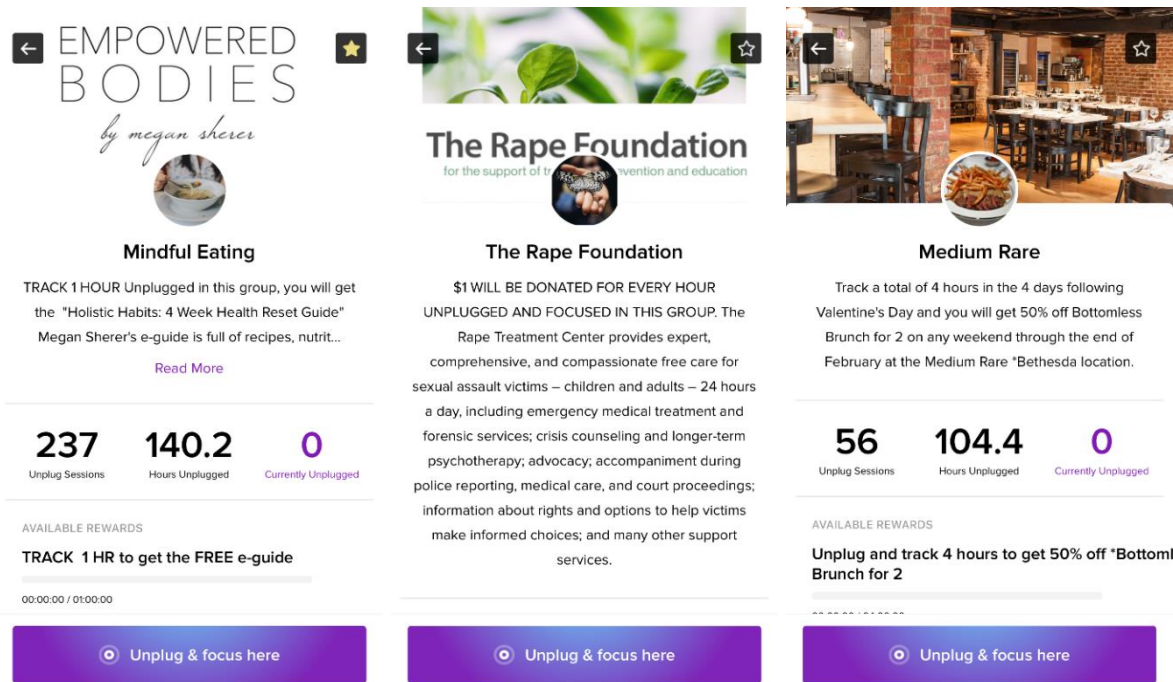 EMPOWERED
BODIES
by megan sherer
Mindful Eating
TRACK 1 HOUR Unplugged in this group, you will get
the "Holistic Habits: 4 Week Health Reset Guide"
Megan Sherer's e-guide is full of recipes, nutrit...
Read More
237
Unplug Sessions
140.2
Hours Unplugged
0
Currently Unplugged
AVAILABLE REWARDS
TRACK 1 HR to get the FREE e-guide
00:00:00 / 01:00:00
Unplug & focus here
The Rape Foundation
for the support of evention and education
The Rape Foundation
$1 WILL BE DONATED FOR EVERY HOUR
UNPLUGGED AND FOCUSED IN THIS GROUP. The
Rape Treatment Center provides expert,
comprehensive, and compassionate free care for
sexual assault victims – children and adults – 24 hours
a day, including emergency medical treatment and
forensic services; crisis counseling and longer-term
psychotherapy; advocacy; accompaniment during
police reporting, medical care, and court proceedings;
information about rights and options to help victims
make informed choices; and many other support
services.
Unplug & focus here
Medium Rare
Track a total of 4 hours in the 4 days following
Valentine's Day and you will get 50% off Bottomless
Brunch for 2 on any weekend through the end of
February at the Medium Rare *Bethesda location.
56
Unplug Sessions
104.4
Hours Unplugged
0
Currently Unplugged
AVAILABLE REWARDS
Unplug and track 4 hours to get 50% off *Bottoml
Brunch for 2
Unplug & focus here